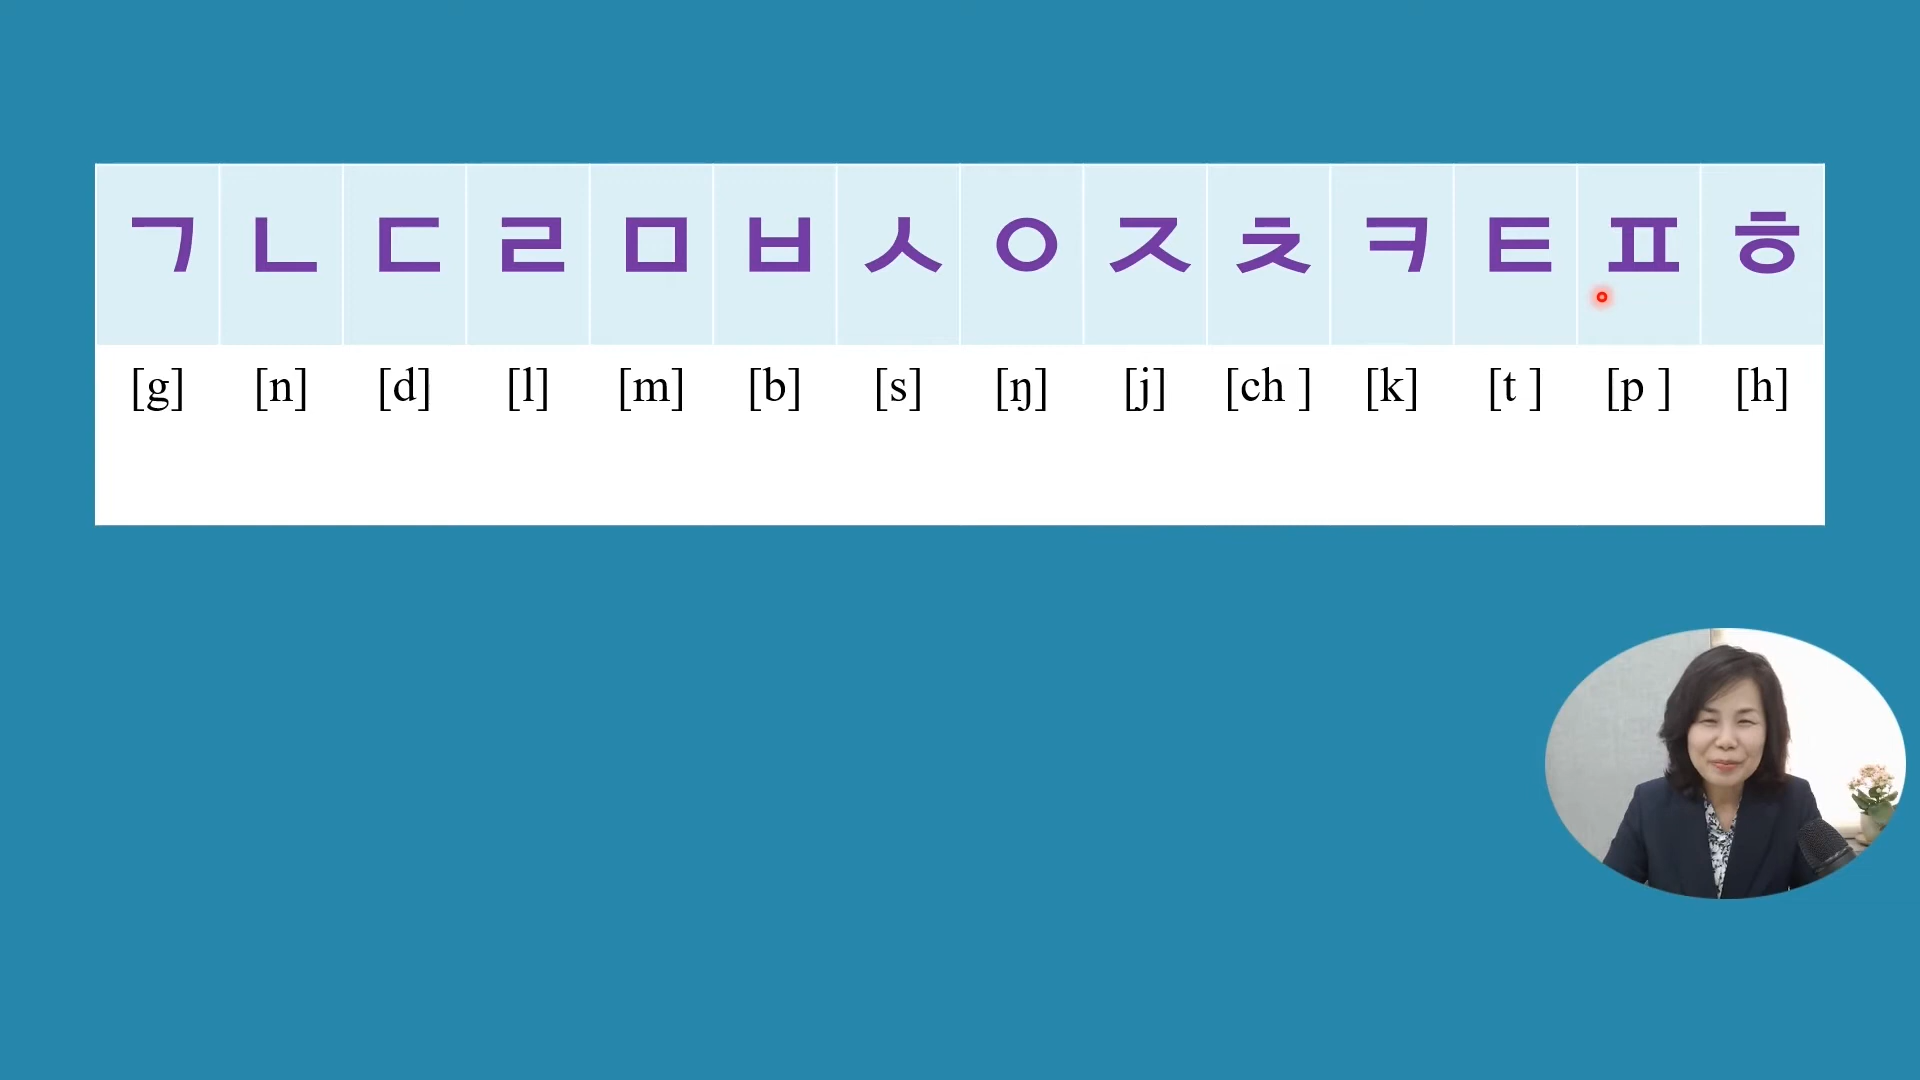 ㄱ ㄴ ㄷ ㄹ ㅁ ㅂ ㅅ ㅇ ㅈ ㅊ ㅋ ㅌ ㅍ ㅎ
[g] [n] [d] [l] [m] [b] [s] [ŋ] [j] [ch ] [k] [t ] [p ] [h]